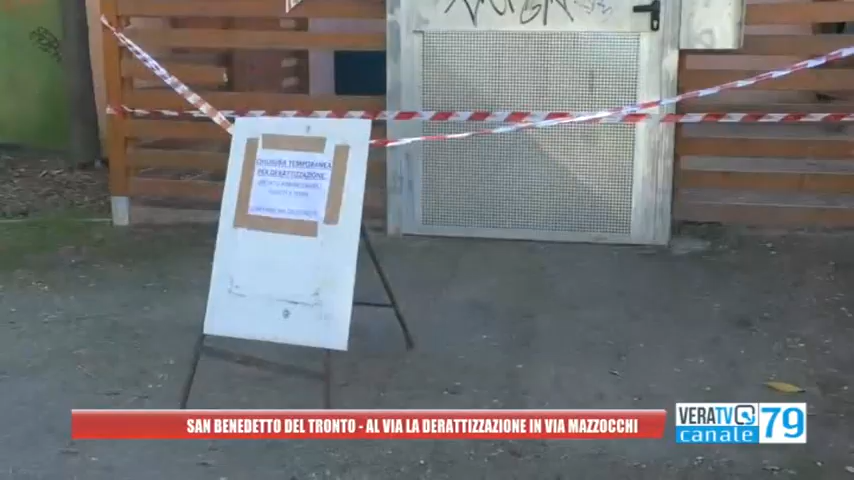 CHIUSURA TEMPORANEA
PER DERATTIZZAZIONE
SAN BENEDETTO DEL TRONTO - AL VIA LA DERATTIZZAZIONE IN VIA MAZZOCCHI
VERATV
canale 79